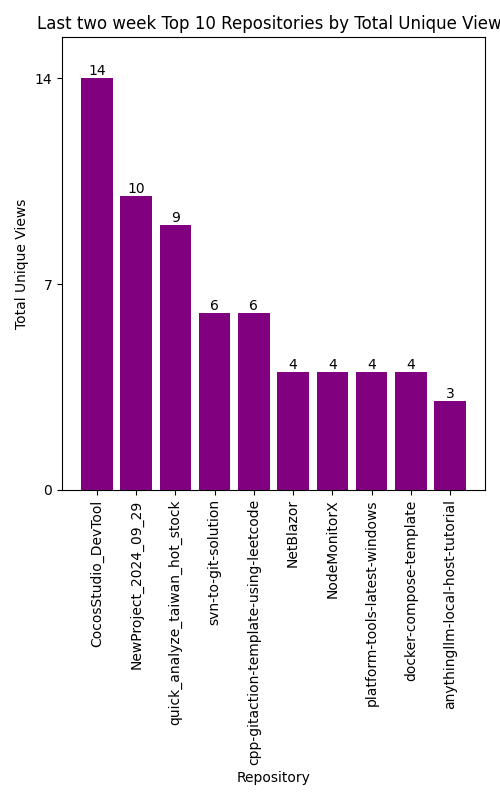 Last two week Top 10 Repositories by Total Unique View
14
7
0
Total Unique Views
14
10
9
6
6
4
4
4
4
3
CocosStudio_DevTool
NewProject_2024_09_29
quick_analyze_taiwan_hot_stock
svn-to-git-solution
cpp-gitaction-template-using-leetcode
NetBlazor
NodeMonitorX
platform-tools-latest-windows
docker-compose-template
anythingllm-local-host-tutorial
Repository